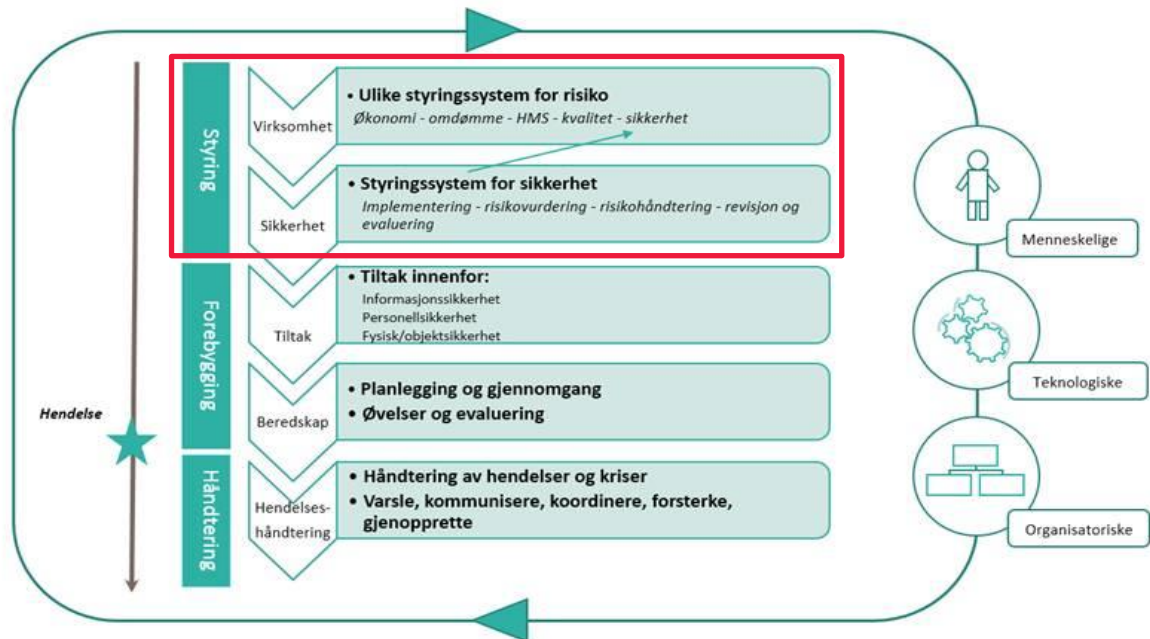 Styring
Virksomhet
• Ulike styringssystem for risiko
Økonomi - omdømme - HMS - kvalitet - sikkerhet
Sikkerhet
• Styringssystem for sikkerhet
Implementering - risikovurdering - risikohåndtering - revisjon og
evaluering
Forebygging
Tiltak
• Tiltak innenfor:
Informasjonssikkerhet
Personellsikkerhet
Fysisk/objektsikkerhet
Beredskap
• Planlegging og gjennomgang
• Øvelser og evaluering
Hendelse
Håndtering
Hendelses-
håndtering
• Håndtering av hendelser og kriser
• Varsle, kommunisere, koordinere, forsterke,
gjenopprette
Menneskelige
Teknologiske
Organisatoriske